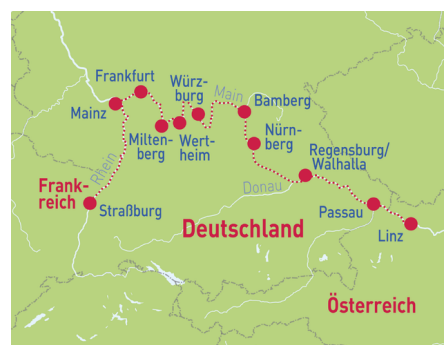 Frankfurt
Würz-
burg
Main
Mainz
Bamberg
Milten-
berg
Wert-
heim
Nürn-
berg
Regensburg/
Walhalla
Rhein
Frank-
reich
Donau
Straßburg
Deutschland
Passau
Linz
Österreich